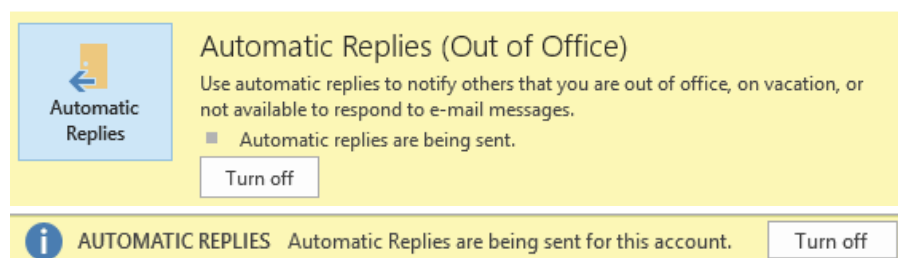 Automatic Replies (Out of Office)
Use automatic replies to notify others that you are out of office, on vacation, or
not available to respond to e-mail messages.
Automatic
Replies
Automatic replies are being sent.
Turn off
AUTOMATIC REPLIES Automatic Replies are being sent for this account. Turn off